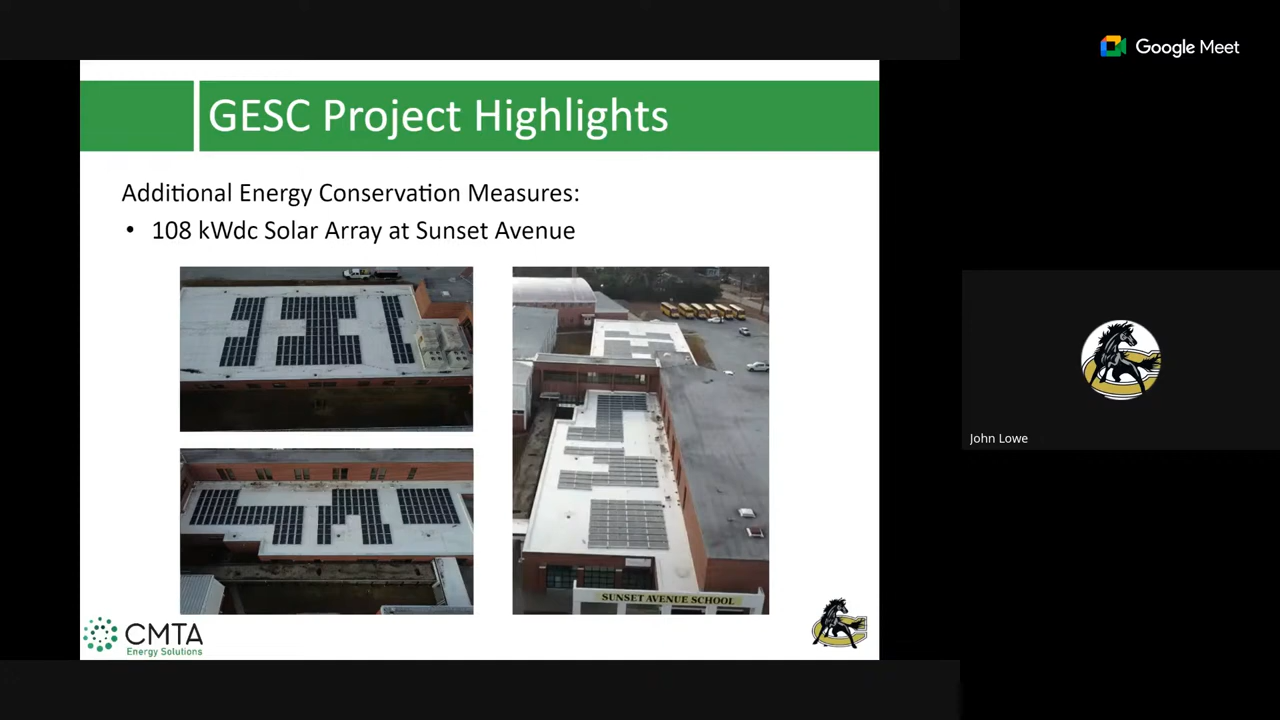 Google Meet
GESC Project Highlights
Additional Energy Conservation Measures:
• 108 kWdc Solar Array at Sunset Avenue
SUNSET AVENUE SCHOOL
CMTA
Energy Solutions
John Lowe